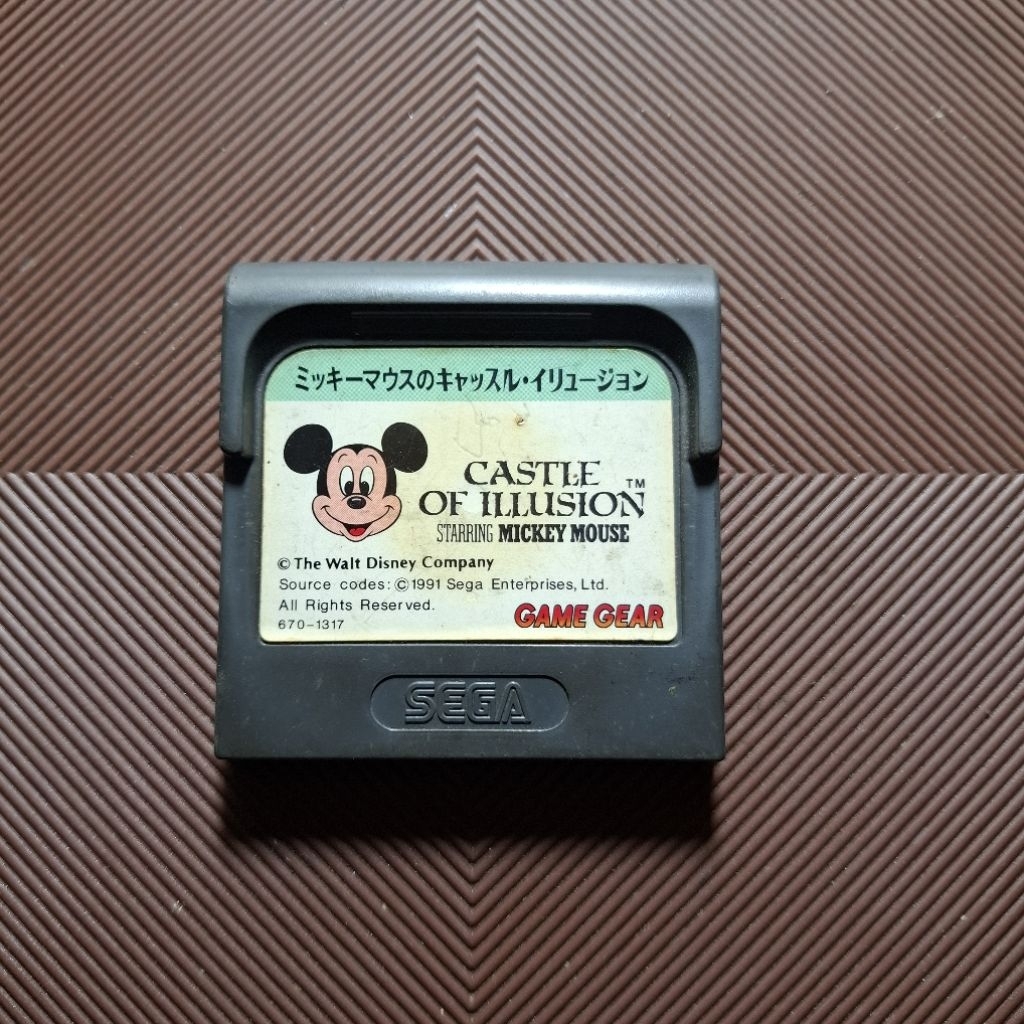 ミッキーマウスのキャッスル・イリュージョン
CASTLE
OF ILLUSION™
STARRING MICKEY MOUSE
© The Walt Disney Company
Source codes: © 1991 Sega Enterprises, Ltd.
All Rights Reserved.
670-1317
GAME GEAR
SEGA